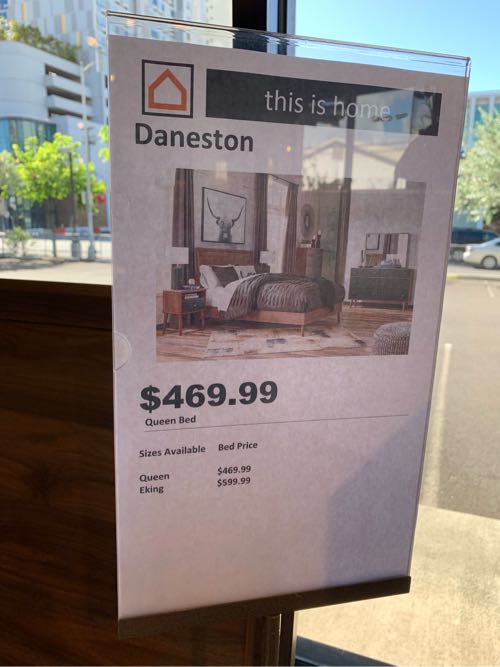 this is home
Daneston
$469.99
Queen Bed
Sizes Available Bed Price
Queen $469.99
Eking $599.99